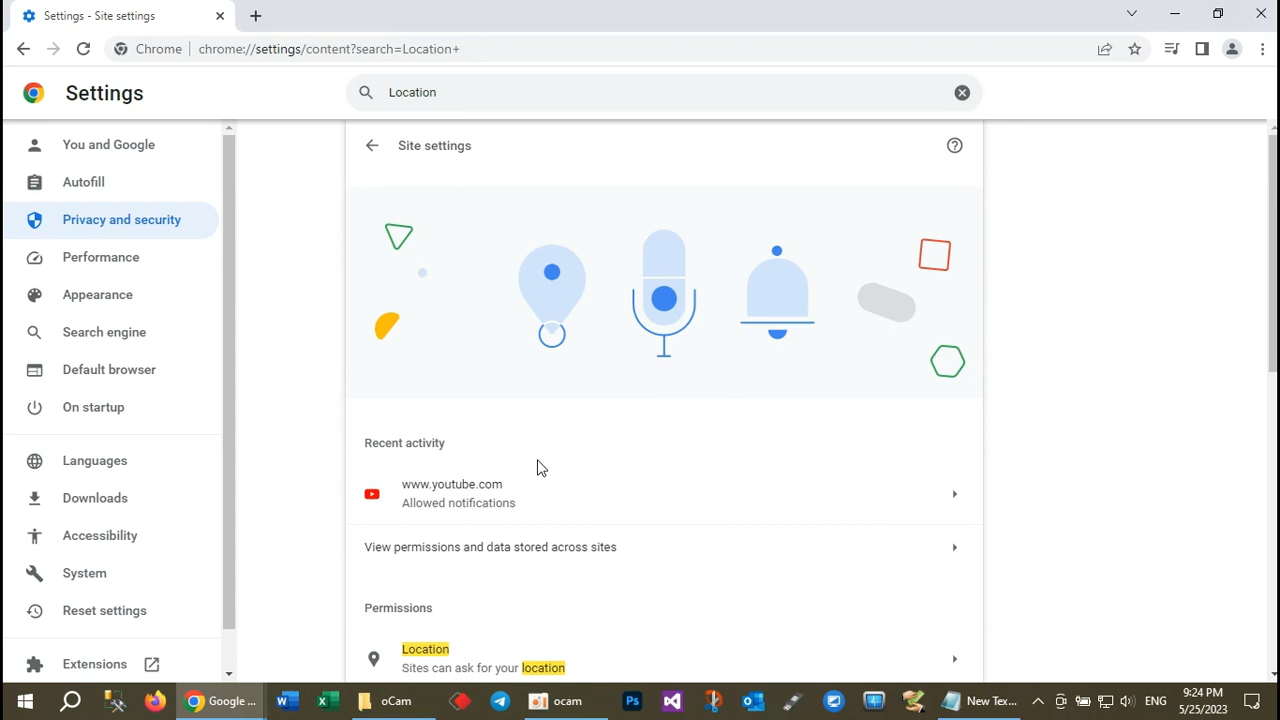 Settings - Site settings
Chrome
chrome://settings/content?search=Location+
Settings
Location
You and Google
Autofill
Privacy and security
Performance
Appearance
Search engine
Default browser
On startup
Languages
Downloads
Accessibility
System
Reset settings
Extensions
Site settings
Recent activity
www.youtube.com
Allowed notifications
View permissions and data stored across sites
Permissions
Location
Sites can ask for your location
Google ...
oCam
ocam
New Tex...
ENG
9:24 PM
5/25/2023